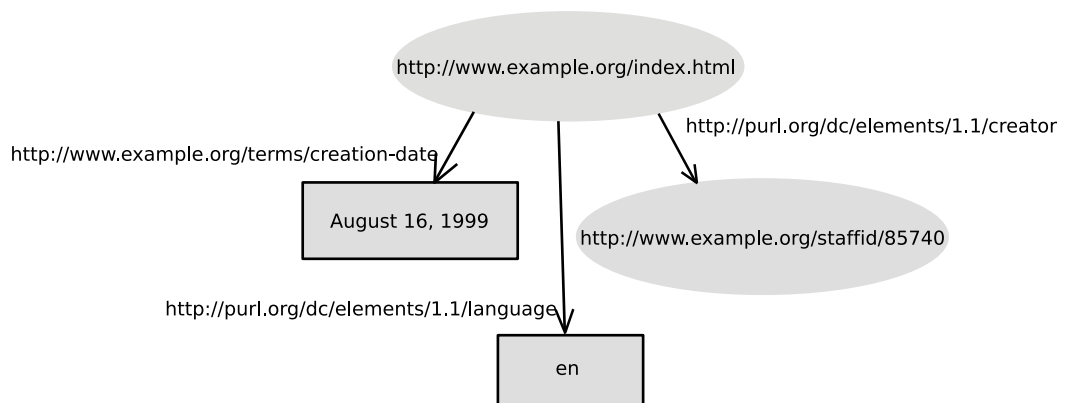 http://www.example.org/index.html
http://purl.org/dc/elements/1.1/creator
http://www.example.org/terms/creation-date
August 16, 1999
http://www.example.org/staffid/85740
http://purl.org/dc/elements/1.1/language
en